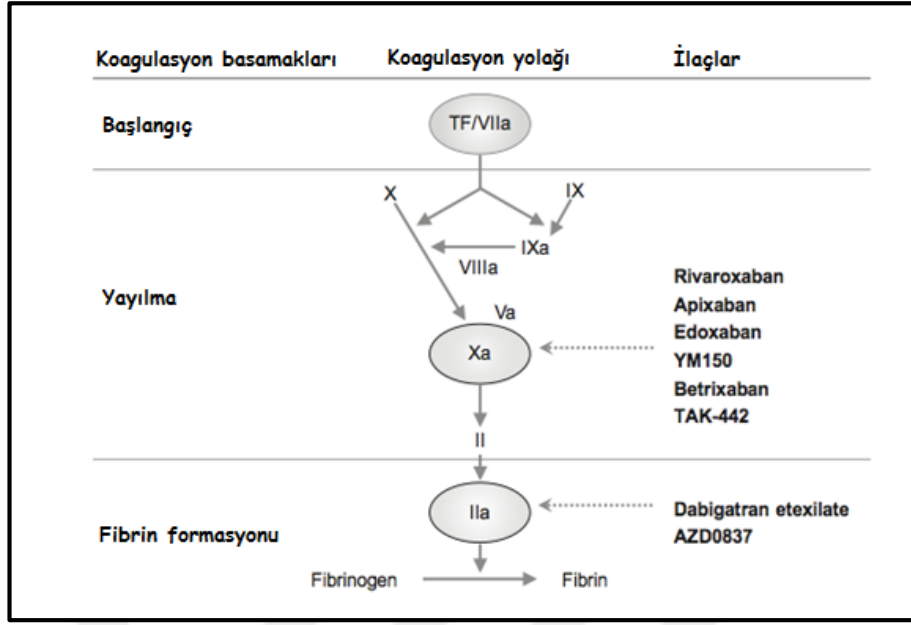 Koagulasyon basamakları Koagulasyon yolağı İlaçlar
Başlangıç TF/VIIa
X IX
IXa
VIIIa
Yayılma
Va
Xa
Rivaroxaban
Apixaban
Edoxaban
YM150
Betrixaban
TAK-442
II
Fibrin formasyonu
IIa
Dabigatran etexilate
AZD0837
Fibrinogen Fibrin